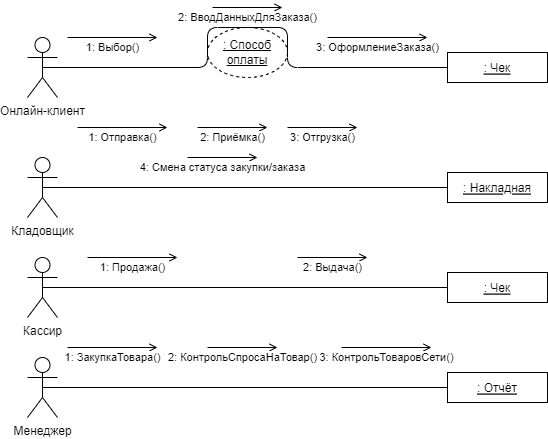 2: ВводДанныхДляЗаказа()
1: Выбор()
: Способ
оплаты
3: ОформлениеЗаказа()
: Чек
Онлайн-клиент
1: Отправка()
2: Приёмка()
3: Отгрузка()
4: Смена статуса закупки/заказа
: Накладная
Кладовщик
1: Продажа()
2: Выдача()
: Чек
Кассир
1: ЗакупкаТовара()
2: КонтрольСпросаНаТовар()
3: КонтрольТоваровСети()
: Отчёт
Менеджер